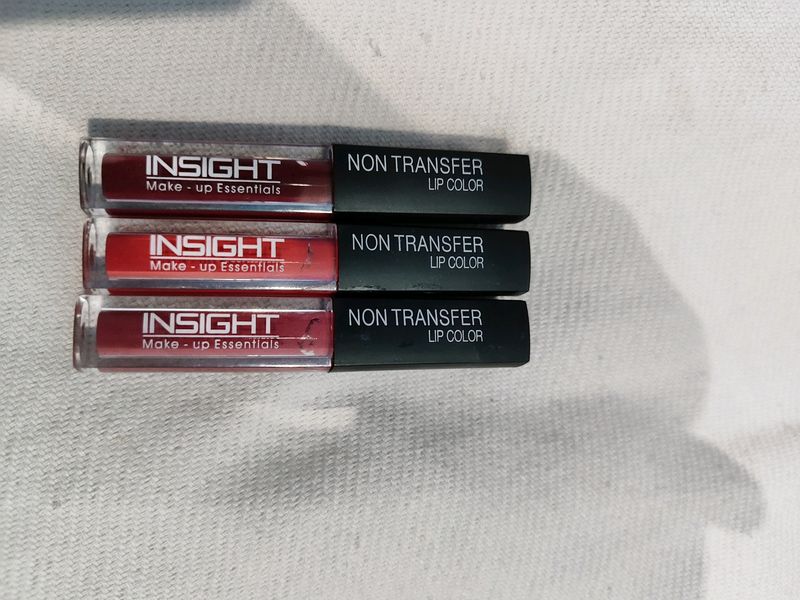 INSIGHT
Make - up Essentials
NON TRANSFER
LIP COLOR
INSIGHT
Make - up Essentials
NON TRANSFER
LIP COLOR
INSIGHT
Make - up Essentials
NON TRANSFER
LIP COLOR